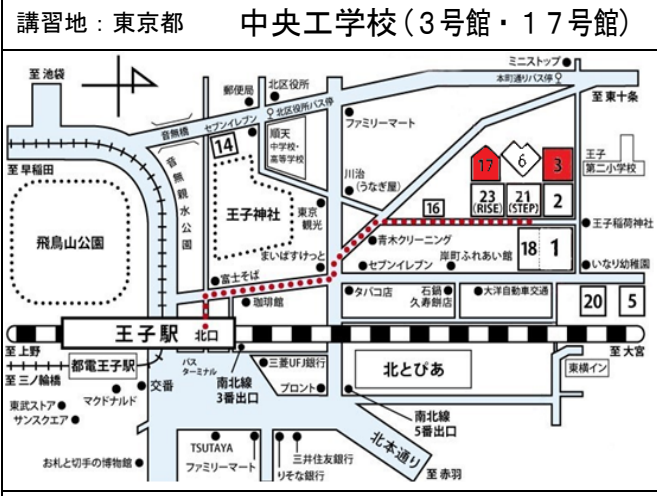 講習地：東京都　中央工学校(３号館・１７号館)
至 池袋
ミニストップ
本町通りバス停
至 東十条
郵便局
北区役所
北区役所バス停
音無橋
セブンイレブン
14
順天
中学校・
高等学校
ファミリーマート
至 早稲田
音無親水公園
川治
(うなぎ屋)
17
6
3
王子
第二小学校
16
23
(RISE)
21
(STEP)
2
王子神社
東京
観光
飛鳥山公園
青木クリーニング
王子稲荷神社
まいばすけっと
セブンイレブン
岸町ふれあい館
18
1
いなり幼稚園
富士そば
珈琲館
タバコ店
石鍋
久寿餅店
大洋自動車交通
20
5
王子駅
北口
至 上野
至 大宮
都電王子駅
バス
ターミナル
南北線
3番出口
三菱UFJ銀行
北とぴあ
東横イン
至 三ノ輪橋
交番
プロント
マクドナルド
東武ストア
サンスクエア
南北線
5番出口
北本通り
TSUTAYA
ファミリーマート
三井住友銀行
りそな銀行
お札と切手の博物館
至 赤羽